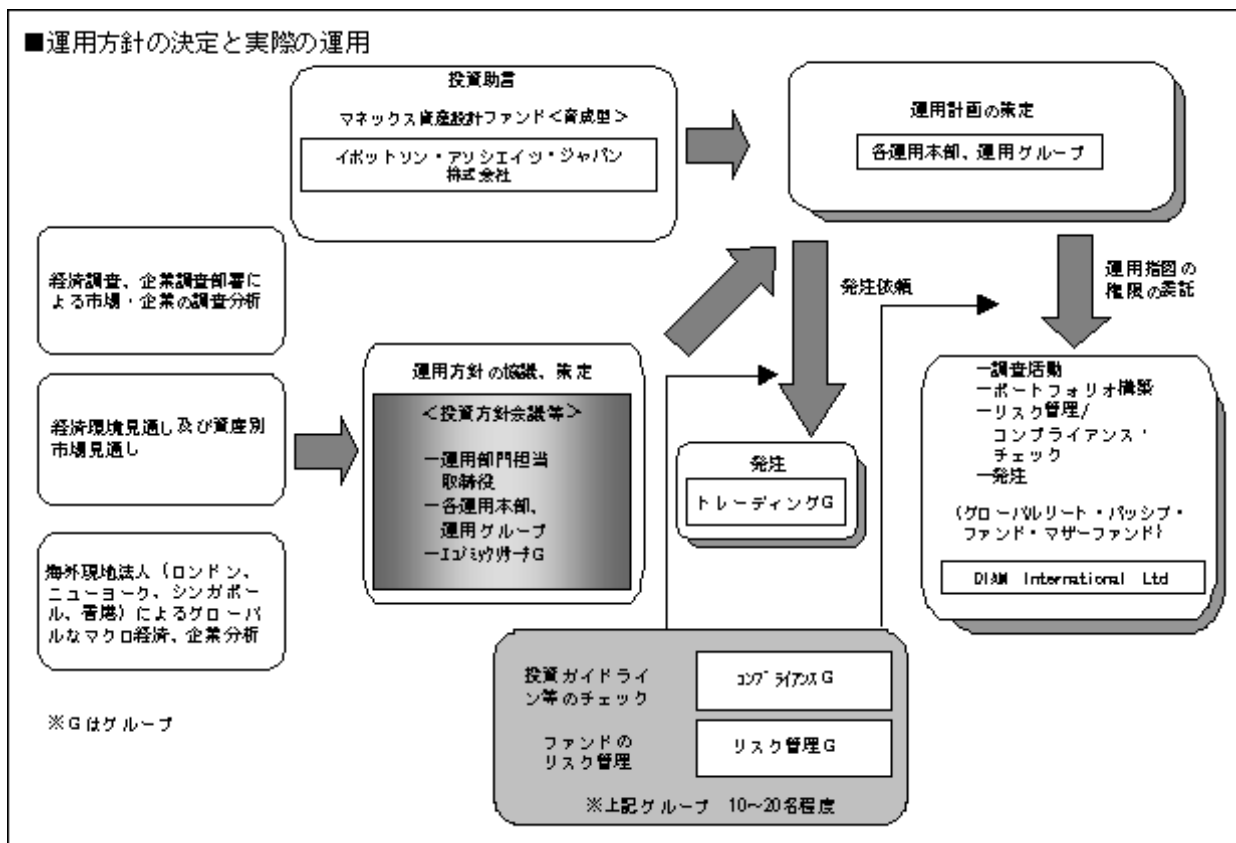 ■運用方針の決定と実際の運用
投資助言
マネックス資産設計ファンド＜育成型＞
イボットソン・アソシエイツ・ジャパン
株式会社
運用計画の策定
各運用本部、運用グループ
経済調査、企業調査部署に
よる市場・企業の調査分析
経済環境見通し及び資産別
市場見通し
海外現地法人（ロンドン、
ニューヨーク、シンガポー
ル、香港）によるグローバ
ルなマクロ経済、企業分析
※Gはグループ
運用方針の協議、策定
＜投資方針会議等＞
―運用部門担当
取締役
―各運用本部、
運用グループ
―ｴｺﾉﾐｯｸﾘｻｰﾁG
発注依頼
運用指図の
権限の委託
発注
トレーディングG
―調査活動
―ポートフォリオ構築
―リスク管理/
コンプライアンス・
チェック
―発注
（グローバルリート・パッシブ・
ファンド・マザーファンド）
DIAM International Ltd
投資ガイドライ
ン等のチェック
ｺﾝﾌﾟﾗｲｱﾝｽG
ファンドの
リスク管理
リスク管理G
※上記グループ 10～20名程度